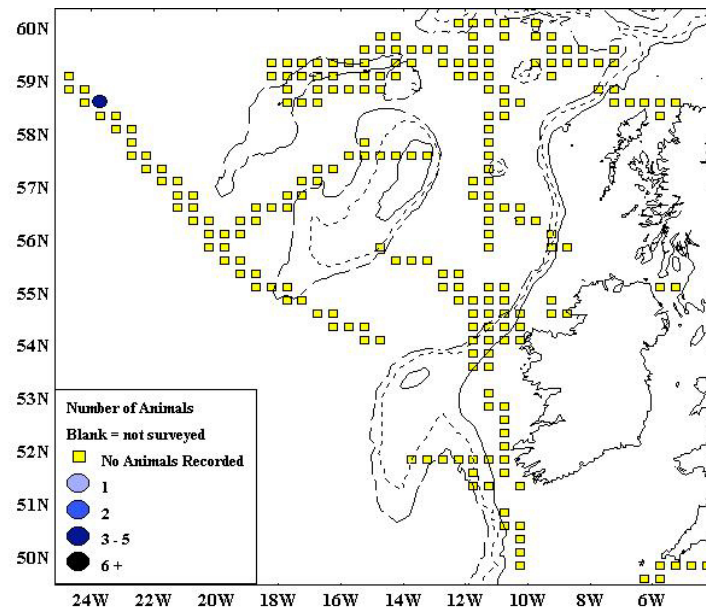 60N
59N
58N
57N
56N
55N
54N
53N
52N
51N
50N
Number of Animals
Blank = not surveyed
No Animals Recorded
1
2
3 - 5
6 +
24W 22W 20W 18W 16W 14W 12W 10W 8W 6W